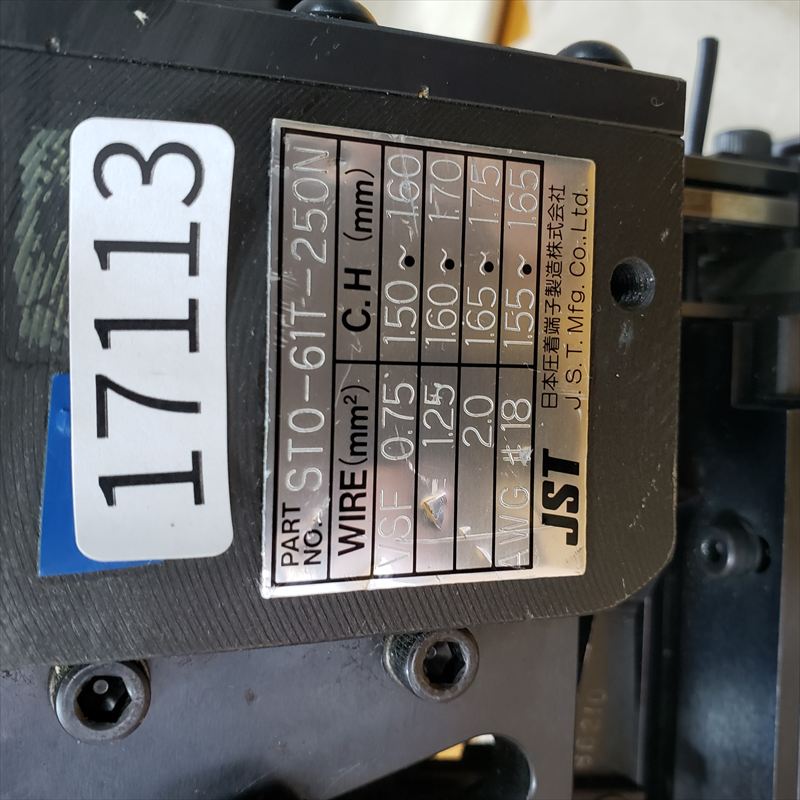 17113
PART NO. STO-61T-250N
WIRE(mm²) C.H (mm)
VSF 0.75 1.50~1.60
1.25 1.60~1.70
2.0 1.65~1.75
AWG #18 1.55~1.65
JST 日本圧着端子製造株式会社
J.S.T.Mfg.Co.,Ltd.